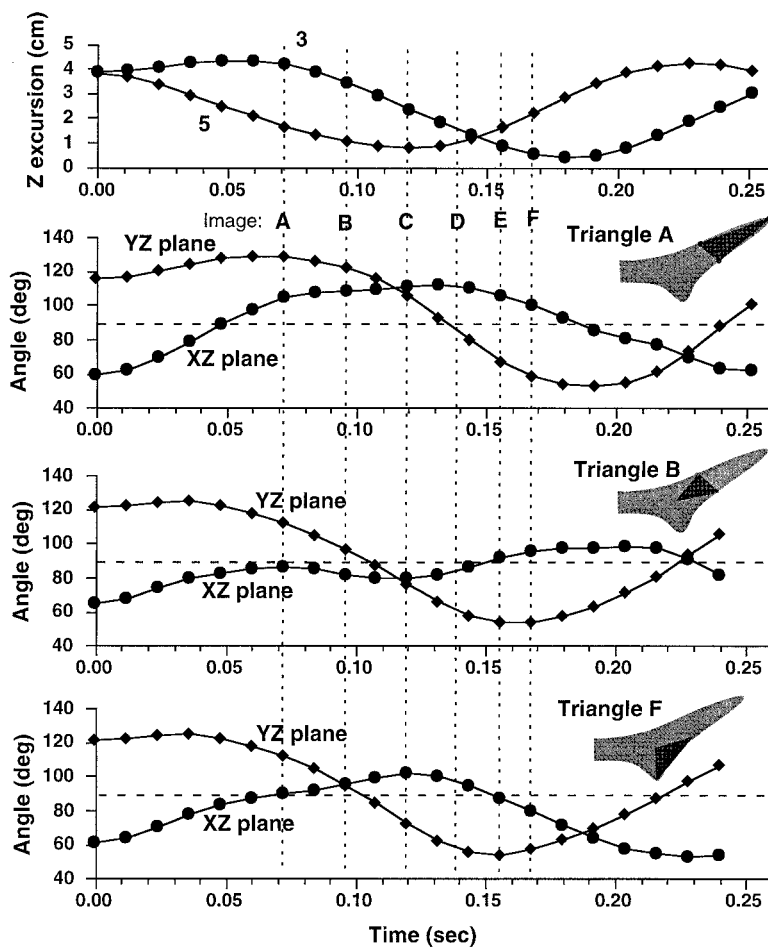 Z excursion (cm)
5
4
3
2
1
0
3
5
0.00 0.05 0.10 0.15 0.20 0.25
Image: A B C D E F
Angle (deg)
140
120
100
80
60
40
YZ plane
XZ plane
Triangle A
0.00 0.05 0.10 0.15 0.20 0.25
Angle (deg)
140
120
100
80
60
40
YZ plane
XZ plane
Triangle B
0.00 0.05 0.10 0.15 0.20 0.25
Angle (deg)
140
120
100
80
60
40
YZ plane
XZ plane
Triangle F
0.00 0.05 0.10 0.15 0.20 0.25
Time (sec)